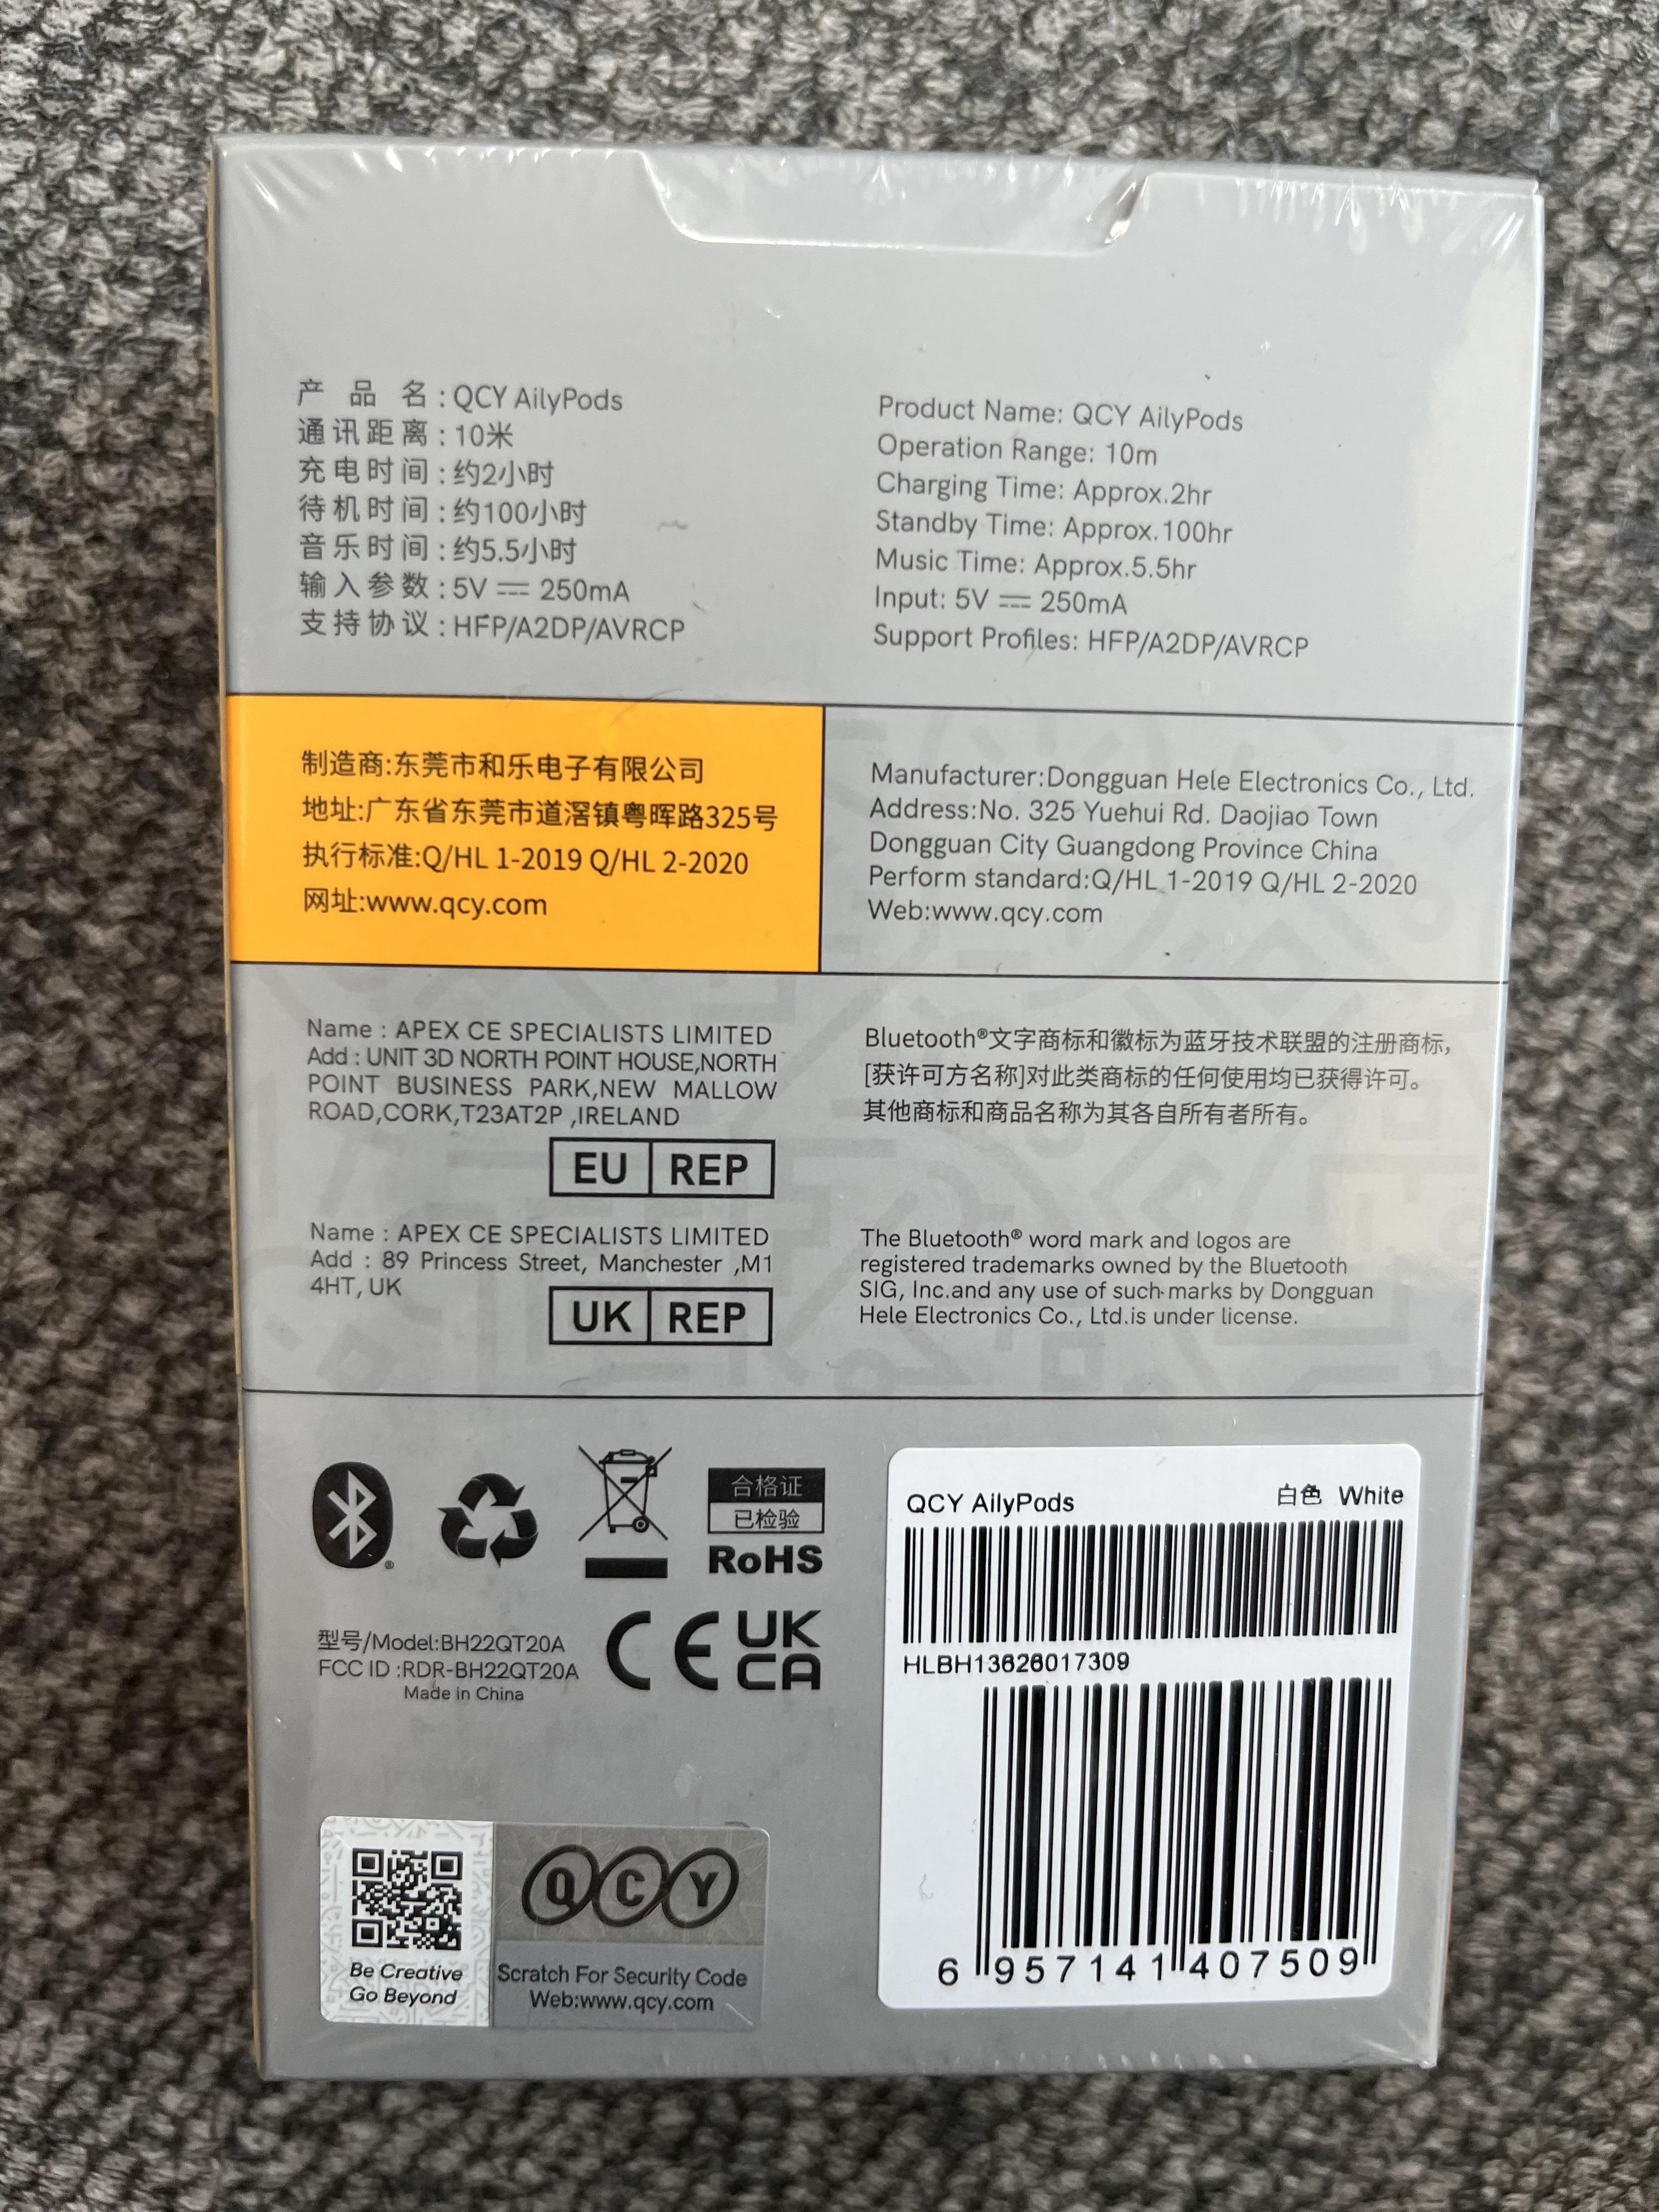 产品名:QCY AilyPods
通讯距离:10米
充电时间:约2小时
待机时间:约100小时
音乐时间:约5.5小时
输入参数:5V ⎓ 250mA
支持协议:HFP/A2DP/AVRCP
Product Name: QCY AilyPods
Operation Range: 10m
Charging Time: Approx.2hr
Standby Time: Approx.100hr
Music Time: Approx.5.5hr
Input: 5V ⎓ 250mA
Support Profiles: HFP/A2DP/AVRCP
制造商:东莞市和乐电子有限公司
地址:广东省东莞市道滘镇粤晖路325号
执行标准:Q/HL 1-2019 Q/HL 2-2020
网址:www.qcy.com
Manufacturer:Dongguan Hele Electronics Co., Ltd.
Address:No. 325 Yuehui Rd. Daojiao Town
Dongguan City Guangdong Province China
Perform standard:Q/HL 1-2019 Q/HL 2-2020
Web:www.qcy.com
Name : APEX CE SPECIALISTS LIMITED
Add : UNIT 3D NORTH POINT HOUSE,NORTH
POINT BUSINESS PARK,NEW MALLOW
ROAD,CORK,T23AT2P ,IRELAND
EU REP
Name : APEX CE SPECIALISTS LIMITED
Add : 89 Princess Street, Manchester ,M1
4HT, UK
UK REP
Bluetooth®文字商标和徽标为蓝牙技术联盟的注册商标,
[获许可方名称]对此类商标的任何使用均已获得许可。
其他商标和商品名称为其各自所有者所有。
The Bluetooth® word mark and logos are
registered trademarks owned by the Bluetooth
SIG, Inc.and any use of such marks by Dongguan
Hele Electronics Co., Ltd.is under license.
合格证
已检验
RoHS
型号/Model:BH22QT20A
FCC ID :RDR-BH22QT20A
Made in China
CE
UK
CA
QCY AilyPods 白色 White
HLBH13626017309
6 957141 407509
Be Creative
Go Beyond
QCY
Scratch For Security Code
Web:www.qcy.com